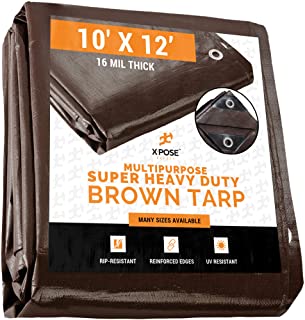 10' X 12'
16 MIL THICK
X POSE
MULTIPURPOSE
SUPER HEAVY DUTY
BROWN TARP
MANY SIZES AVAILABLE
RIP-RESISTANT
REINFORCED EDGES
UV RESISTANT